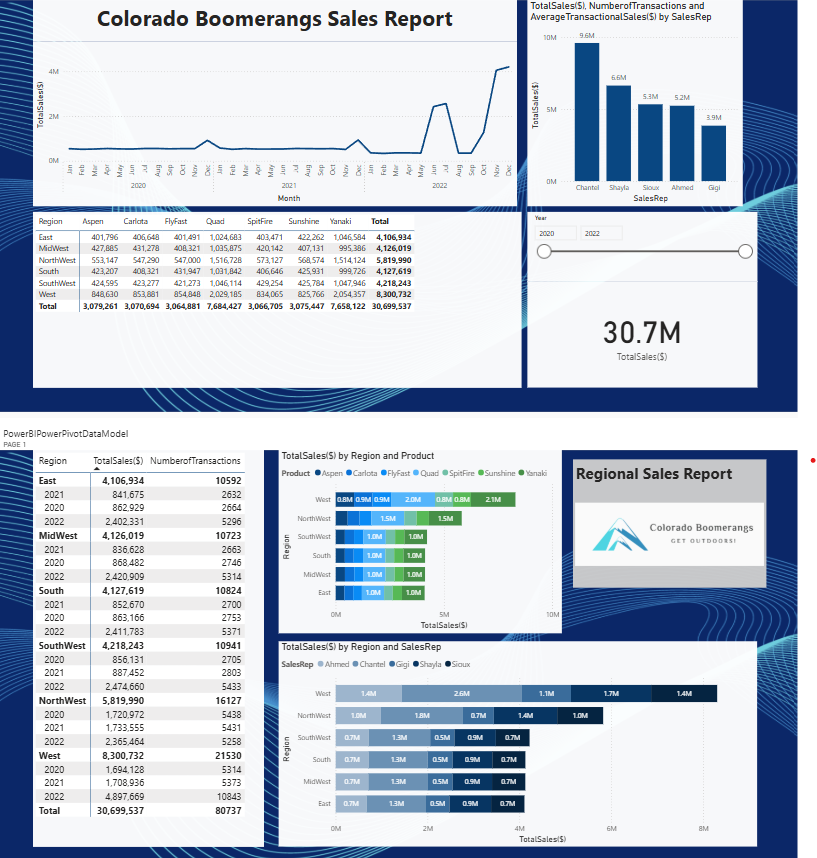 Colorado Boomerangs Sales Report
TotalSales($)
4M
2M
0M
Jan Feb Mar Apr May Jun Jul Aug Sep Oct Nov Dec Jan Feb Mar Apr May Jun Jul Aug Sep Oct Nov Dec Jan Feb Mar Apr May Jun Jul Aug Sep Oct Nov Dec
2020 2021 2022
Month
TotalSales($), NumberofTransactions and
AverageTransactionalSales($) by SalesRep
TotalSales($)
10M
5M
0M
9.6M
6.6M
5.3M
5.2M
3.9M
Chantel Shayla Sioux Ahmed Gigi
SalesRep
Region Aspen Carlota FlyFast Quad SpitFire Sunshine Yanaki Total
East 401,796 406,648 401,491 1,024,683 403,471 422,262 1,046,584 4,106,934
MidWest 427,885 431,278 408,321 1,035,875 420,142 407,131 995,386 4,126,019
NorthWest 553,147 547,290 547,000 1,516,728 573,127 568,574 1,514,124 5,819,990
South 423,207 408,321 431,947 1,031,842 406,646 425,931 999,726 4,127,619
SouthWest 424,595 423,277 421,273 1,046,114 429,254 425,784 1,047,946 4,218,243
West 848,630 853,881 854,848 2,029,185 834,065 825,766 2,054,357 8,300,732
Total 3,079,261 3,070,694 3,064,881 7,684,427 3,066,705 3,075,447 7,658,122 30,699,537
Year
2020 2022
30.7M
TotalSales($)
PowerBIPowerPivotDataModel
PAGE 1
Region TotalSales($) NumberofTransactions
East 4,106,934 10592
2021 841,675 2632
2020 862,929 2664
2022 2,402,331 5296
MidWest 4,126,019 10723
2021 836,628 2663
2020 868,482 2746
2022 2,420,909 5314
South 4,127,619 10824
2021 852,670 2700
2020 863,166 2753
2022 2,411,783 5371
SouthWest 4,218,243 10941
2020 856,131 2705
2021 887,452 2803
2022 2,474,660 5433
NorthWest 5,819,990 16127
2020 1,720,972 5438
2021 1,733,555 5431
2022 2,365,464 5258
West 8,300,732 21530
2020 1,694,128 5314
2021 1,708,936 5373
2022 4,897,669 10843
Total 30,699,537 80737
TotalSales($) by Region and Product
Product Aspen Carlota FlyFast Quad SpitFire Sunshine Yanaki
Region
West 0.8M 0.9M 0.9M 2.0M 0.8M 0.8M 2.1M
NorthWest 1.5M 1.5M
SouthWest 1.0M 1.0M
South 1.0M 1.0M
MidWest 1.0M 1.0M
East 1.0M 1.0M
0M 5M 10M
TotalSales($)
Regional Sales Report
Colorado Boomerangs
GET OUTDOORS!
TotalSales($) by Region and SalesRep
SalesRep Ahmed Chantel Gigi Shayla Sioux
Region
West 1.4M 2.6M 1.1M 1.7M 1.4M
NorthWest 1.0M 1.8M 0.7M 1.4M 1.0M
SouthWest 0.7M 1.3M 0.5M 0.9M 0.7M
South 0.7M 1.3M 0.5M 0.9M 0.7M
MidWest 0.7M 1.3M 0.5M 0.9M 0.7M
East 0.7M 1.3M 0.5M 0.9M 0.7M
0M 2M 4M 6M 8M
TotalSales($)